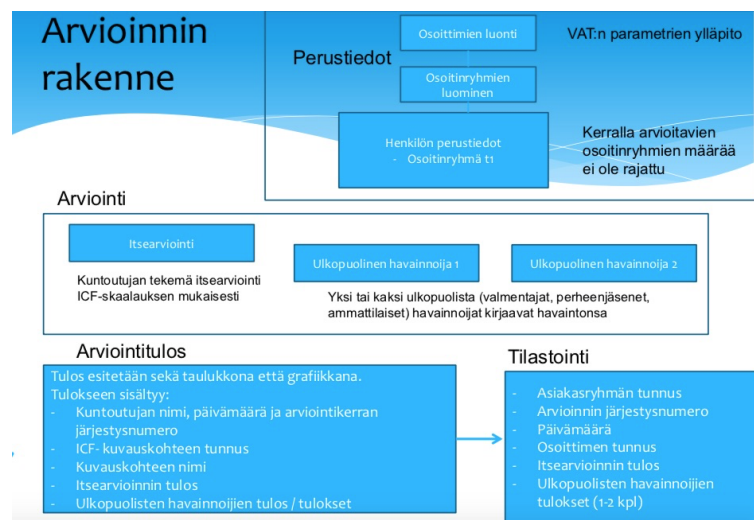 Arvioinnin
rakenne
Perustiedot
Osoittimien luonti
VAT:n parametrien ylläpito
Osoitinryhmien
luominen
Henkilön perustiedot
- Osoitinryhmä t1
Kerralla arvioitavien
osoitinryhmien määrää
ei ole rajattu
Arviointi
Itsearviointi
Kuntoutujan tekemä itsearviointi
ICF-skaalauksen mukaisesti
Ulkopuolinen havainnoija 1
Ulkopuolinen havainnoija 2
Yksi tai kaksi ulkopuolista (valmentajat, perheenjäsenet,
ammattilaiset) havainnoijat kirjaavat havaintonsa
Arviointitulos
Tulos esitetään sekä taulukkona että grafiikkana.
Tulokseen sisältyy:
- Kuntoutujan nimi, päivämäärä ja arviointikerran
järjestysnumero
- ICF- kuvauskohteen tunnus
- Kuvauskohteen nimi
- Itsearvioinnin tulos
- Ulkopuolisten havainnoijien tulos / tulokset
Tilastointi
- Asiakasryhmän tunnus
- Arvioinnin järjestysnumero
- Päivämäärä
- Osoittimen tunnus
- Itsearvioinnin tulos
- Ulkopuolisten havainnoijien
tulokset (1-2 kpl)